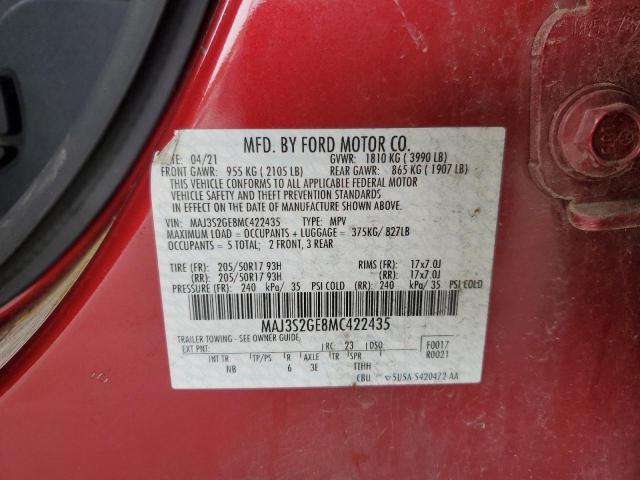 MFD. BY FORD MOTOR CO.
04/21 GVWR: 1810 KG ( 3990 LB)
FRONT GAWR: 955 KG ( 2105 LB) REAR GAWR: 865 KG ( 1907 LB)
THIS VEHICLE CONFORMS TO ALL APPLICABLE FEDERAL MOTOR
VEHICLE SAFETY AND THEFT PREVENTION STANDARDS
IN EFFECT ON THE DATE OF MANUFACTURE SHOWN ABOVE.
VIN: MAJ3S2GE8MC422435 TYPE: MPV
MAXIMUM LOAD = OCCUPANTS + LUGGAGE = 375KG/ 827LB
OCCUPANTS = 5 TOTAL; 2 FRONT, 3 REAR
TIRE (FR): 205/50R17 93H RIMS (FR): 17x7.0J
(RR): 205/50R17 93H (RR): 17x7.0J
PRESSURE (FR): 240 kPa/ 35 PSI COLD (RR): 240 kPa/ 35 PSI COLD
MAJ3S2GE8MC422435
TRAILER TOWING - SEE OWNER GUIDE,
EXT PNT: RC: 23 DSO: F0017
R0021
INT TR TP/PS R AXLE TR SPR
NB 6 3E TTHH
CBU 5USA-S420472-AA